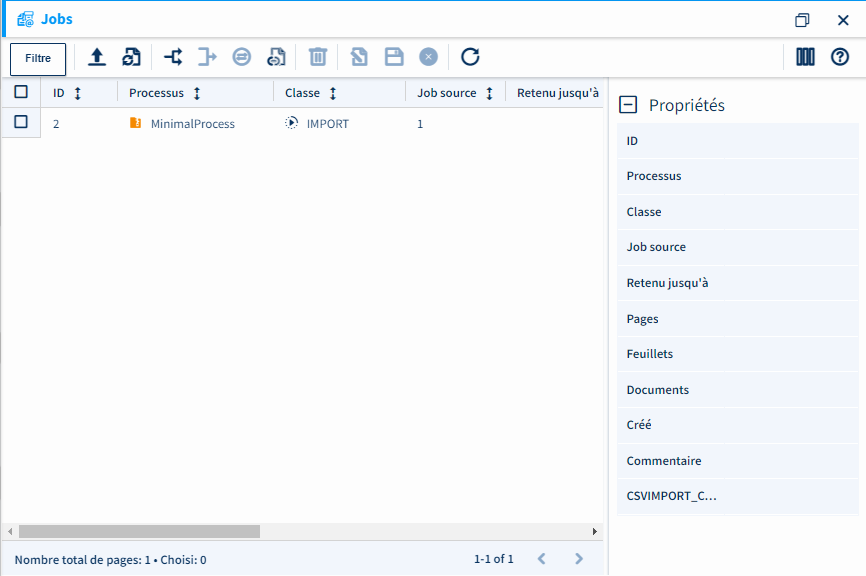 Jobs
Filtre
ID Processus Classe Job source Retenu jusqu'à
2 MinimalProcess IMPORT 1
Nombre total de pages: 1 • Choisi: 0 1-1 of 1
Propriétés
ID
Processus
Classe
Job source
Retenu jusqu'à
Pages
Feuillets
Documents
Créé
Commentaire
CSVIMPORT_C...